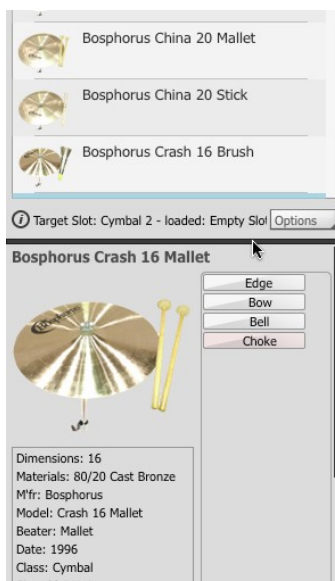 Bosphorus China 20 Mallet
Bosphorus China 20 Stick
Bosphorus Crash 16 Brush
Target Slot: Cymbal 2 - loaded: Empty Slo
Options
Bosphorus Crash 16 Mallet
Edge
Bow
Bell
Choke
Dimensions: 16
Materials: 80/20 Cast Bronze
M'fr: Bosphorus
Model: Crash 16 Mallet
Beater: Mallet
Date: 1996
Class: Cymbal